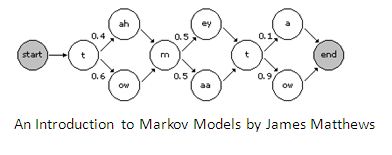 ah ey a
0.4 0.5 0.1
start t m t end
0.6 0.5 0.9
ow aa ow
An Introduction to Markov Models by James Matthews